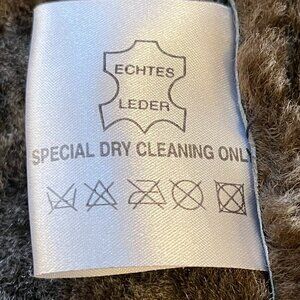 ECHTES
LEDER
SPECIAL DRY CLEANING ONLY